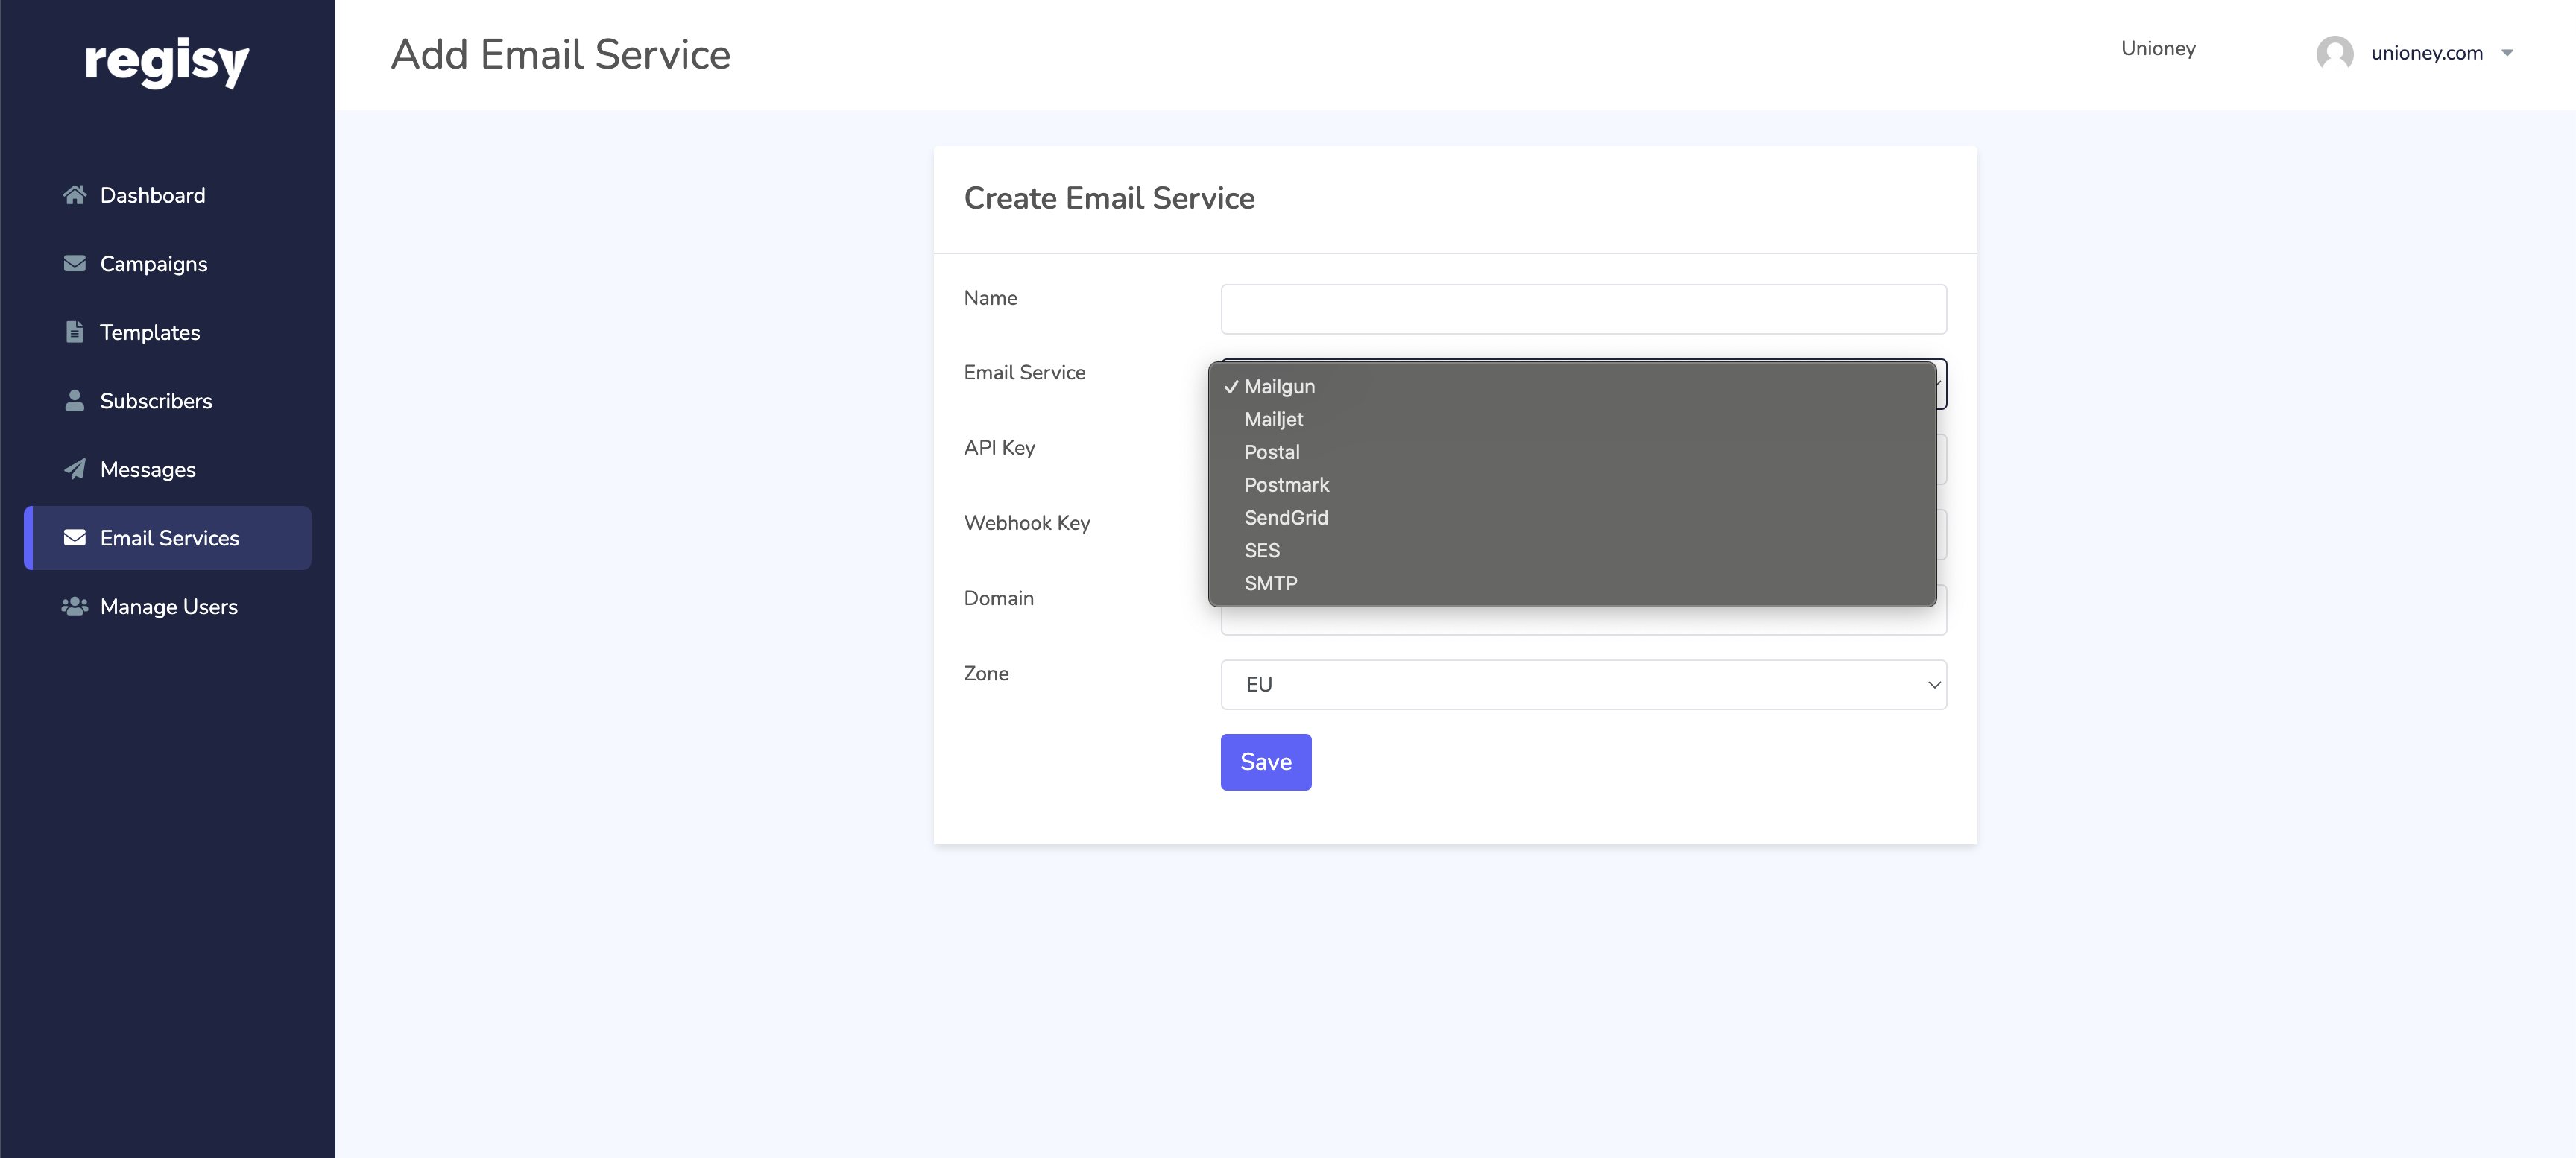 regisy
Add Email Service
Unioney
unioney.com
Dashboard
Campaigns
Templates
Subscribers
Messages
Email Services
Manage Users
Create Email Service
Name
Email Service
Mailgun
Mailjet
Postal
Postmark
SendGrid
SES
SMTP
API Key
Webhook Key
Domain
Zone
EU
Save